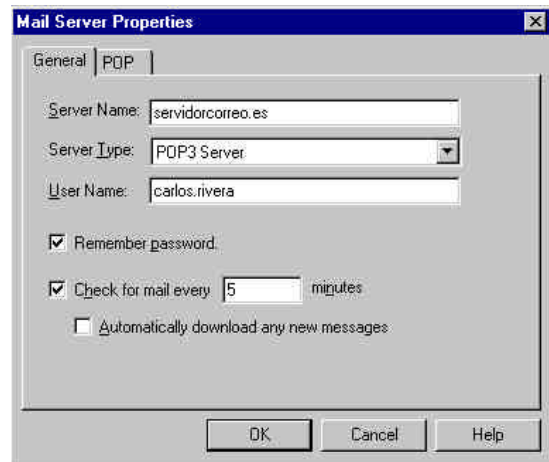 Mail Server Properties
General POP
Server Name: servidorcorreo.es
Server Type: POP3 Server
User Name: carlos.rivera
Remember password.
Check for mail every 5 minutes
Automatically download any new messages
OK Cancel Help